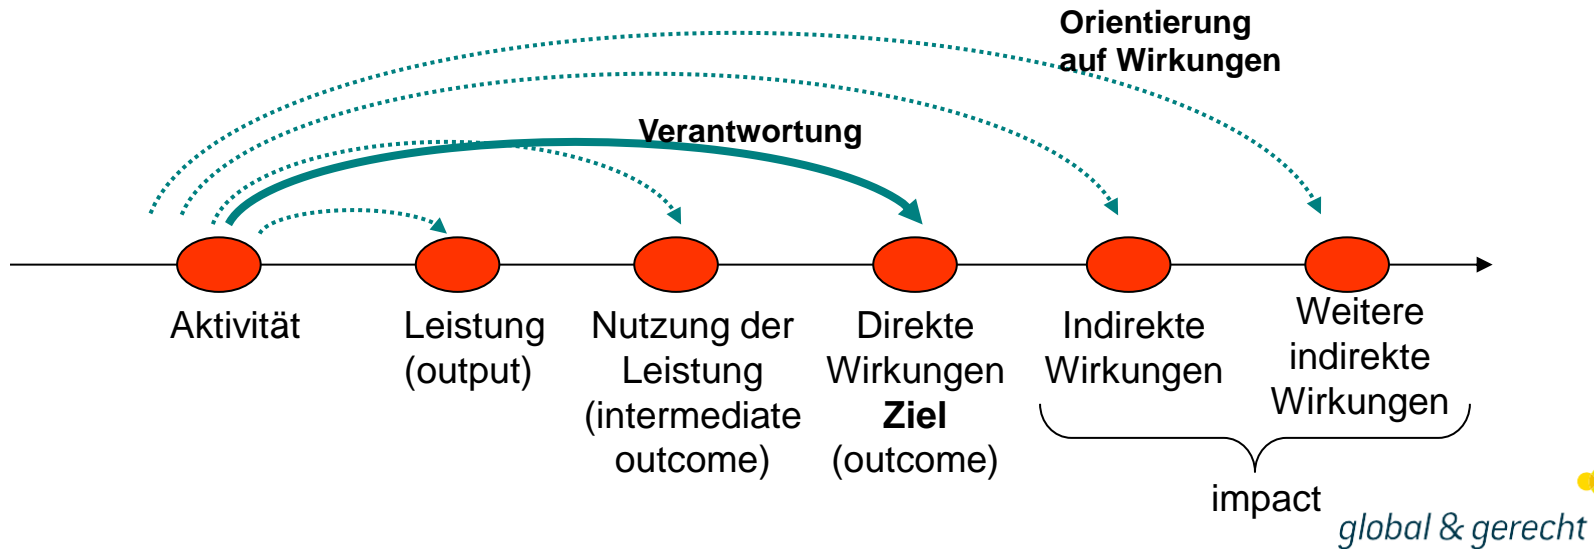 Orientierung
auf Wirkungen
Verantwortung
Aktivität
Leistung
(output)
Nutzung der
Leistung
(intermediate
outcome)
Direkte
Wirkungen
Ziel
(outcome)
Indirekte
Wirkungen
Weitere
indirekte
Wirkungen
impact
global & gerecht